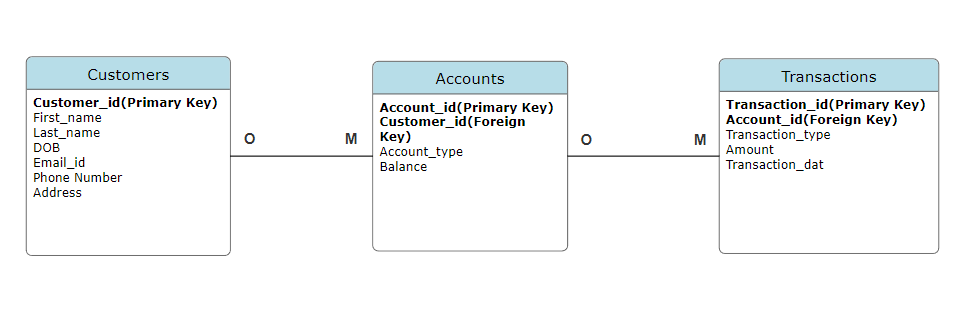 Customers
Customer_id(Primary Key)
First_name
Last_name
DOB
Email_id
Phone Number
Address
O
M
Accounts
Account_id(Primary Key)
Customer_id(Foreign
Key)
Account_type
Balance
O
M
Transactions
Transaction_id(Primary Key)
Account_id(Foreign Key)
Transaction_type
Amount
Transaction_dat